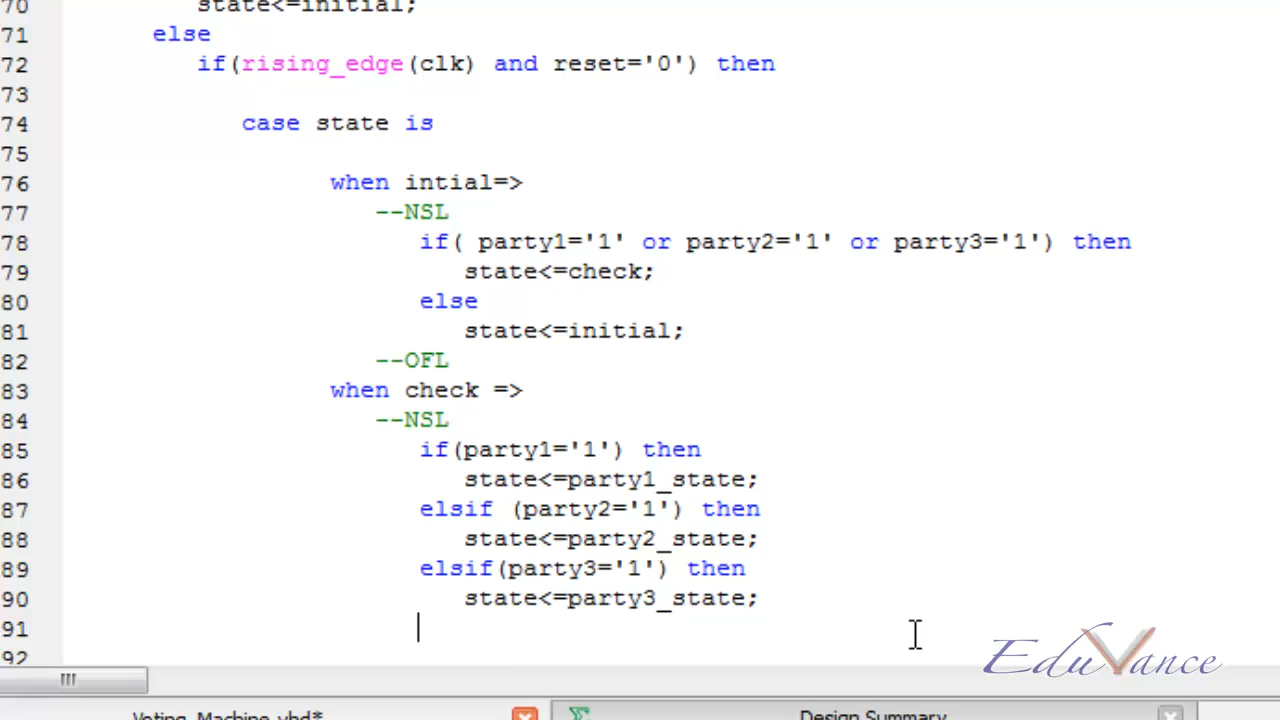 70 state<=initial;
71 else
72 if(rising_edge(clk) and reset='0') then
73
74 case state is
75
76 when intial=>
77 --NSL
78 if( party1='1' or party2='1' or party3='1') then
79 state<=check;
80 else
81 state<=initial;
82 --OFL
83 when check =>
84 --NSL
85 if(party1='1') then
86 state<=party1_state;
87 elsif (party2='1') then
88 state<=party2_state;
89 elsif(party3='1') then
90 state<=party3_state;
91
92
EduVance
Voting_Machine.vhd* Design Summary